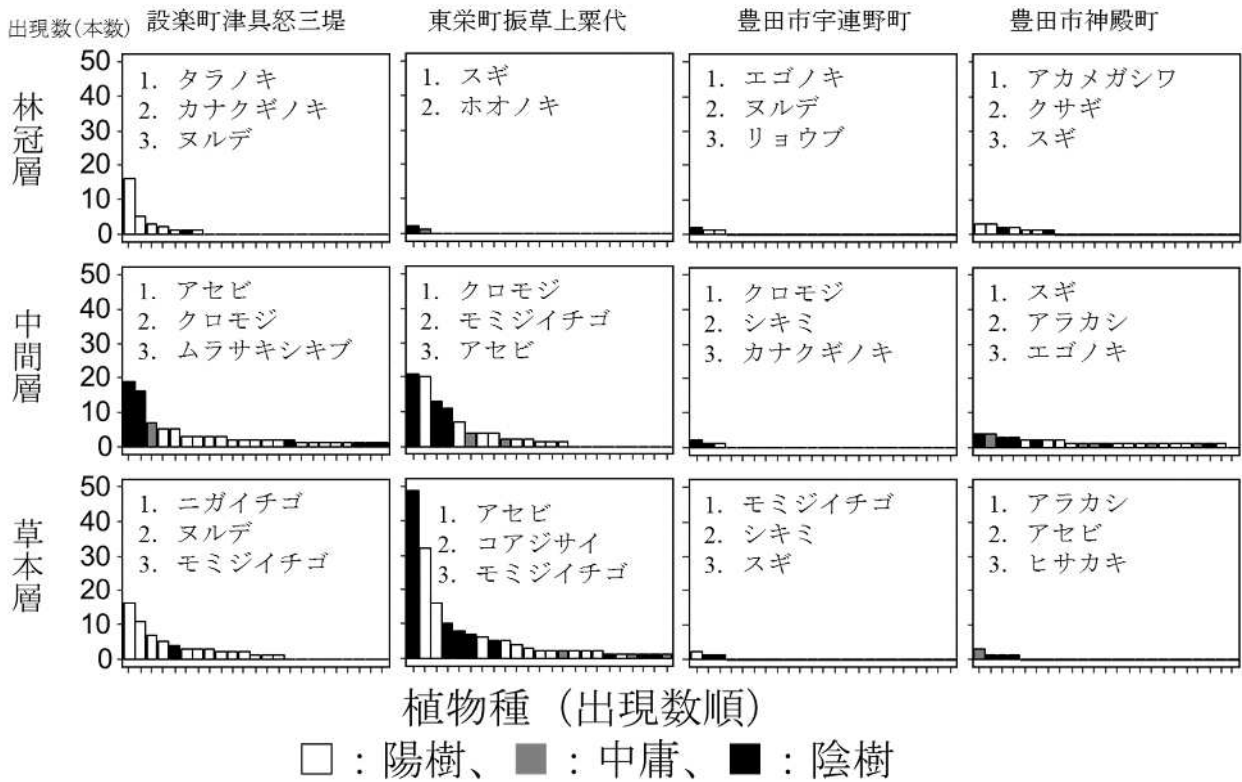 出現数(本数)
設楽町津具怒三堤
東栄町振草上粟代
豊田市宇連野町
豊田市神殿町
林冠層
50
40
30
20
10
0
1. タラノキ
2. カナクギノキ
3. ヌルデ
1. スギ
2. ホオノキ
1. エゴノキ
2. ヌルデ
3. リョウブ
1. アカメガシワ
2. クサギ
3. スギ
中間層
50
40
30
20
10
0
1. アセビ
2. クロモジ
3. ムラサキシキブ
1. クロモジ
2. モミジイチゴ
3. アセビ
1. クロモジ
2. シキミ
3. カナクギノキ
1. スギ
2. アラカシ
3. エゴノキ
草本層
50
40
30
20
10
0
1. ニガイチゴ
2. ヌルデ
3. モミジイチゴ
1. アセビ
2. コアジサイ
3. モミジイチゴ
1. モミジイチゴ
2. シキミ
3. スギ
1. アラカシ
2. アセビ
3. ヒサカキ
植物種（出現数順）
：陽樹、：中庸、：陰樹